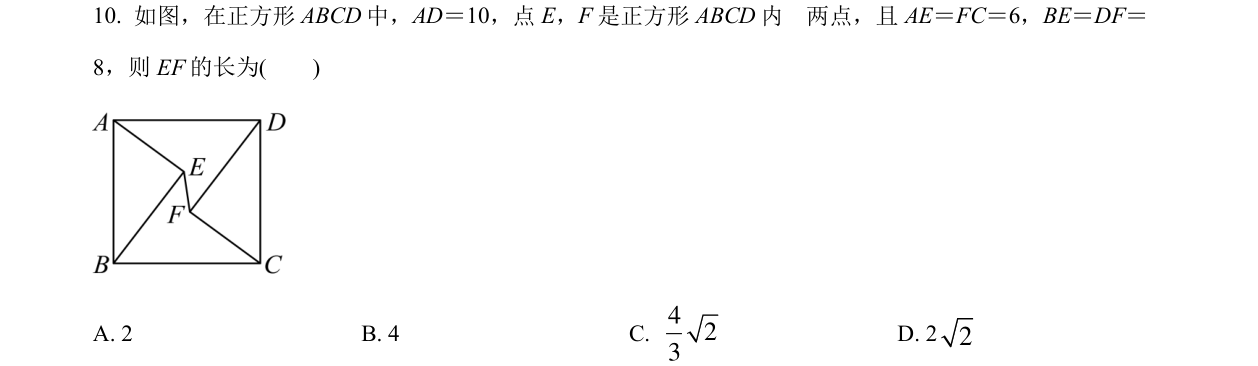 10. 如图，在正方形 ABCD 中，AD＝10，点 E，F 是正方形 ABCD 内 两点，且 AE＝FC＝6，BE＝DF＝
8，则 EF 的长为( )
A D
E
F
B C
A. 2 B. 4 C. \frac{4}{3}\sqrt{2} D. 2\sqrt{2}